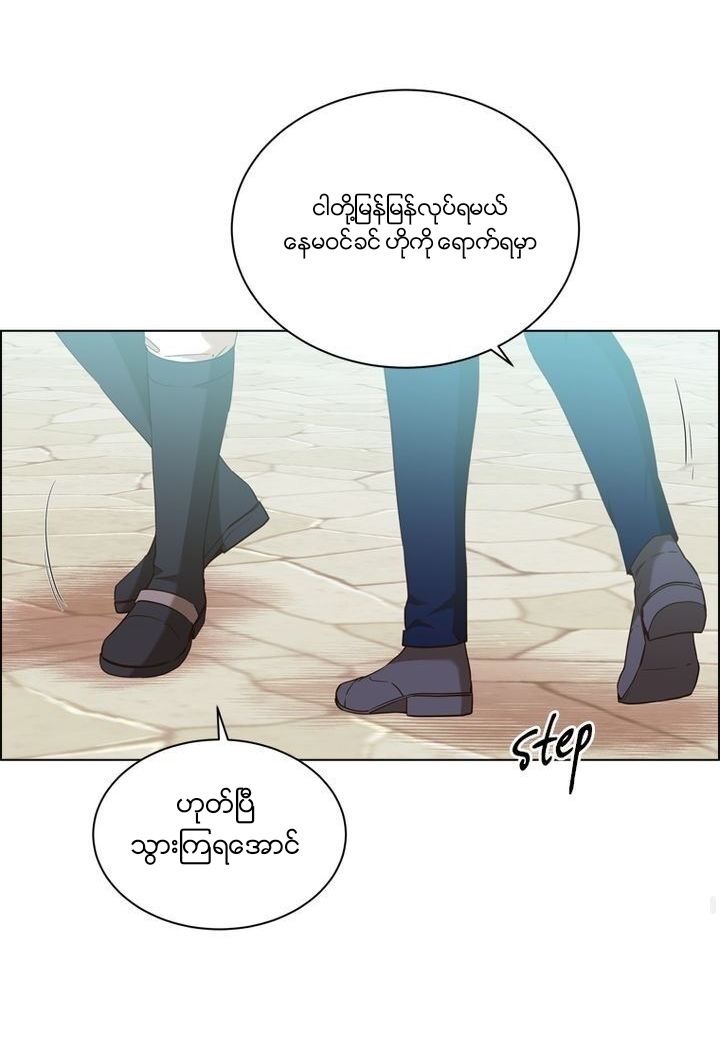 ငါတို့မြန်မြန်လုပ်ရမယ်
နေမဝင်ခင် ဟိုကို ရောက်ရမှာ
step
ဟုတ်ပြီ
သွားကြရအောင်